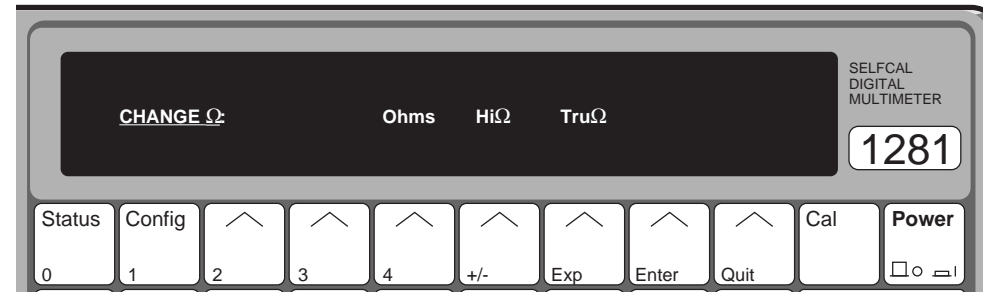 SELFCAL
DIGITAL
MULTIMETER
CHANGE Ω: Ohms HiΩ TruΩ
1281
Status Config Cal Power
0 1 2 3 4 +/- Exp Enter Quit